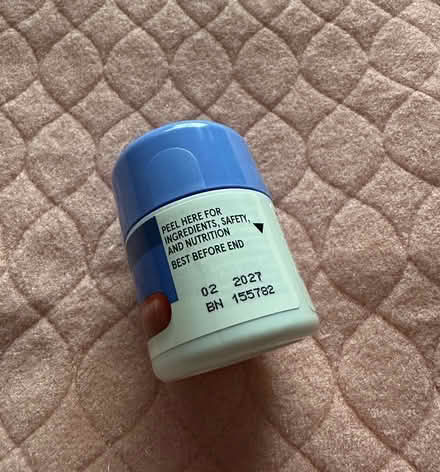 PEEL HERE FOR
INGREDIENTS, SAFETY,
AND NUTRITION
BEST BEFORE END
02 2027
BN 155782